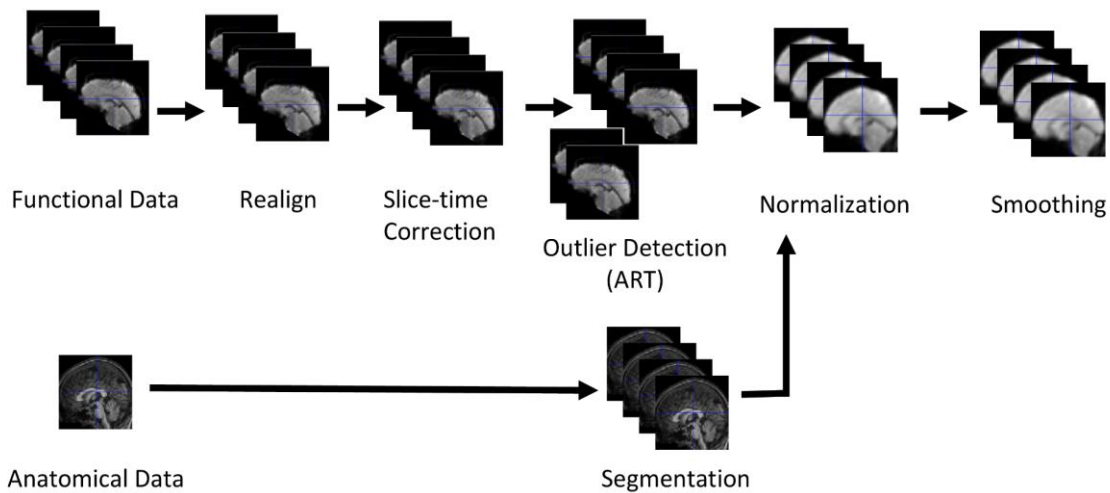 Functional Data
Realign
Slice-time
Correction
Outlier Detection
(ART)
Normalization
Smoothing
Anatomical Data
Segmentation